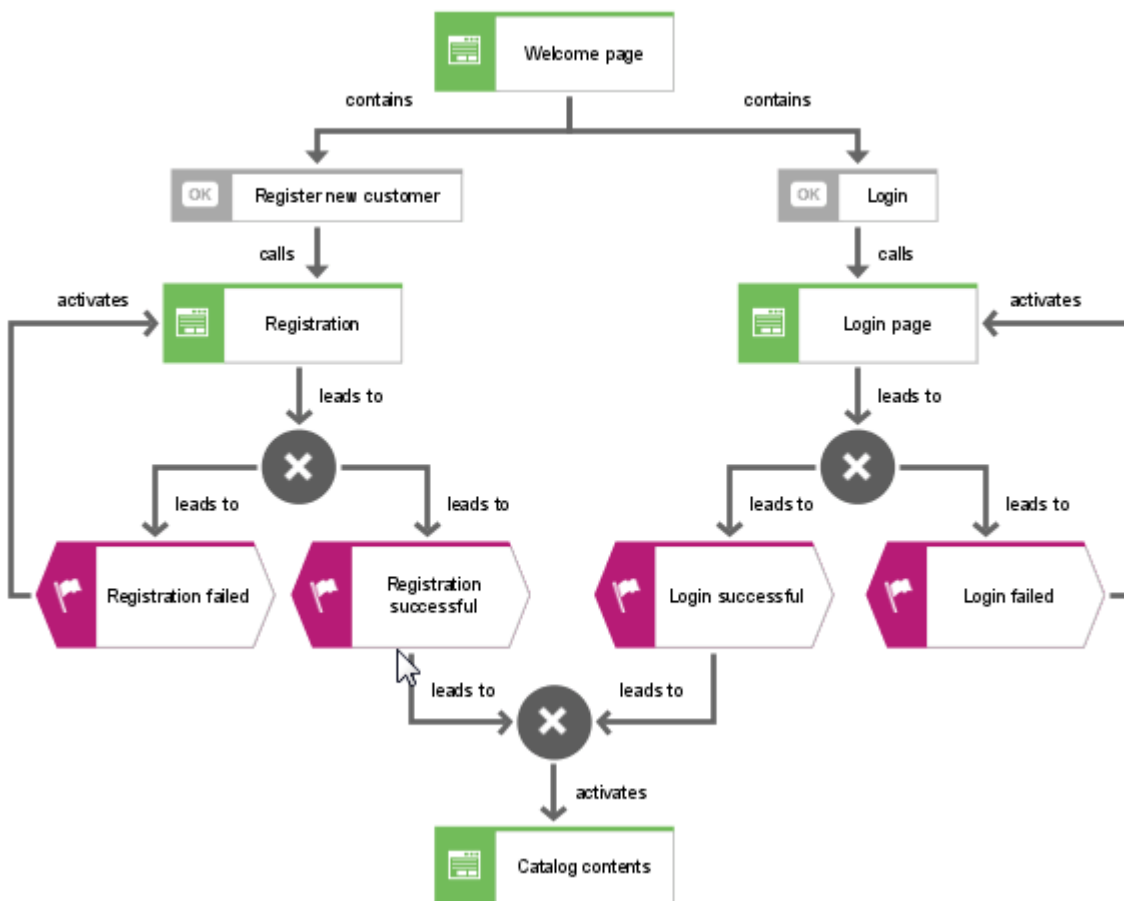 Welcome page
contains
contains
OK
Register new customer
OK
Login
calls
calls
activates
Registration
Login page
activates
leads to
leads to
leads to
leads to
leads to
leads to
Registration failed
Registration
successful
Login successful
Login failed
leads to
leads to
activates
Catalog contents